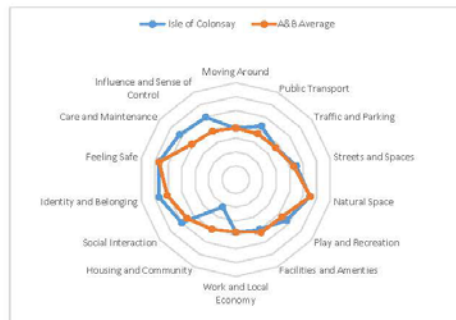 Isle of Colonsay
A&B Average
Moving Around
Public Transport
Traffic and Parking
Streets and Spaces
Natural Space
Play and Recreation
Facilities and Amenties
Work and Local
Economy
Housing and Community
Social Interaction
Identity and Belonging
Feeling Safe
Care and Maintenance
Influence and Sense of
Control